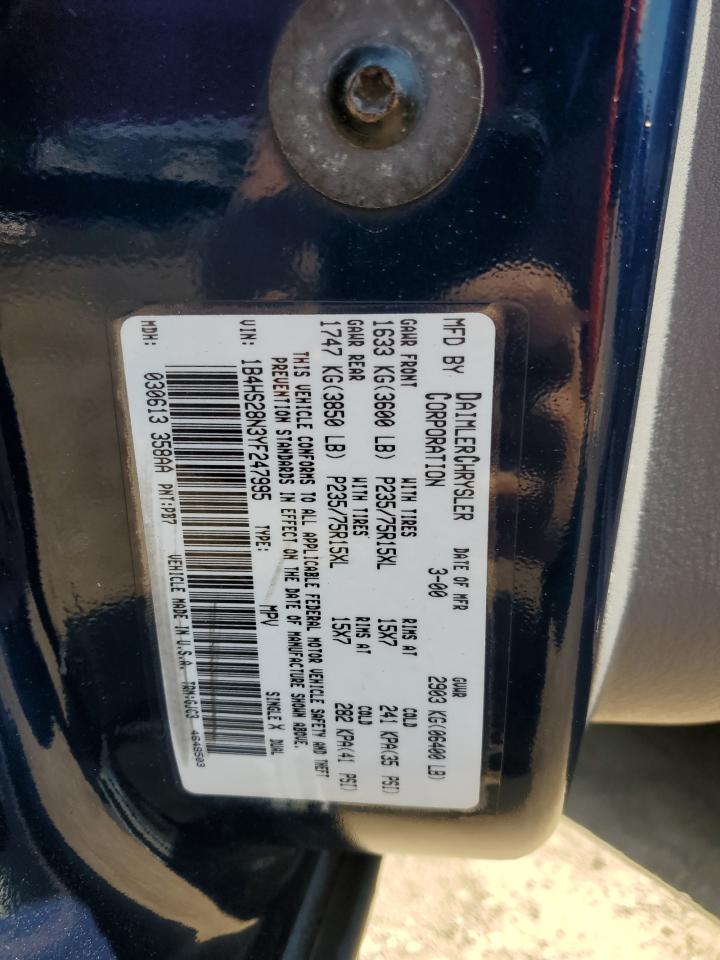 MFD BY DAIMLERCHRYSLER CORPORATION DATE OF MFR 3-00 GVWR 2903 KG(06400 LB)
GAWR FRONT WITH TIRES RIMS AT COLD
1633 KG(3600 LB) P235/75R15XL 15X7 241 KPA(35 PSI)
GAWR REAR WITH TIRES RIMS AT COLD
1747 KG(3850 LB) P235/75R15XL 15X7 282 KPA(41 PSI)
THIS VEHICLE CONFORMS TO ALL APPLICABLE FEDERAL MOTOR VEHICLE SAFETY AND THEFT
PREVENTION STANDARDS IN EFFECT ON THE DATE OF MANUFACTURE SHOWN ABOVE.
VIN: 1B4HS28N3YF247995 TYPE: MPV SINGLE X DUAL
MDH: 030613 358AA PNT:PB7 VEHICLE MADE IN U.S.A. TRM:GJC3 4648503